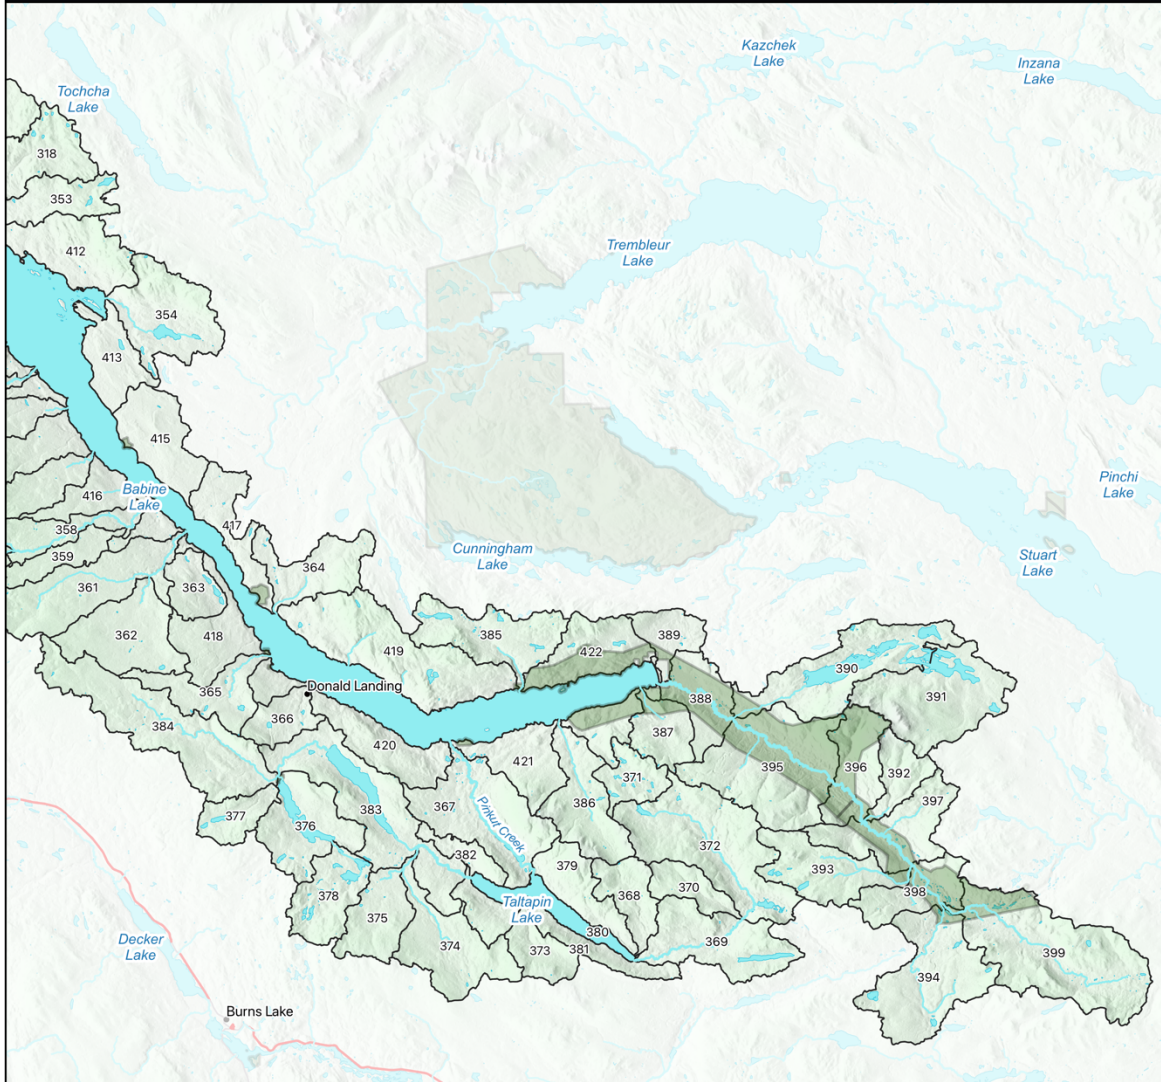 Kazchek
Lake
Inzana
Lake
Tochcha
Lake
318
353
412
Trembleur
Lake
354
413
415
Pinchi
Lake
416
Babine
Lake
417
358
359
Cunningham
Lake
Stuart
Lake
364
361
363
362
418
385
389
419
422
390
365
Donald Landing
388
391
366
384
387
420
421
395
396
392
371
397
377
376
383
367
Pinkut Creek
386
372
382
379
393
378
368
370
398
375
Taltapin
Lake
380
Decker
Lake
374
373
381
369
399
394
Burns Lake